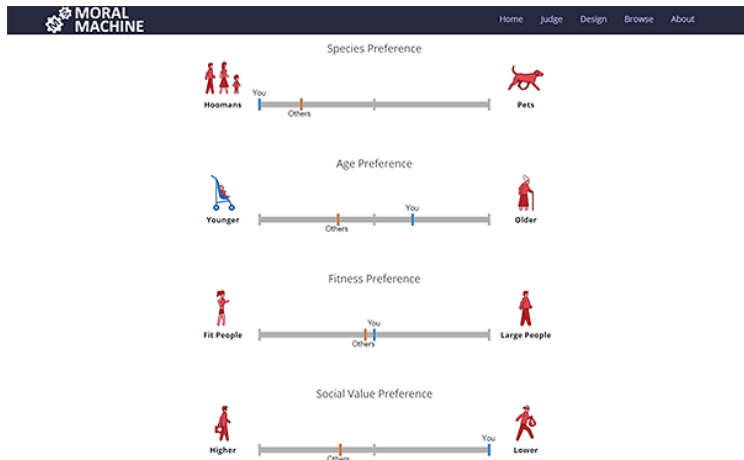 MORAL
MACHINE
Home Judge Design Browse About
Species Preference
You
Hoomans Pets
Others
Age Preference
You
Younger Older
Others
Fitness Preference
You
Fit People Large People
Others
Social Value Preference
You
Higher Lower
Others